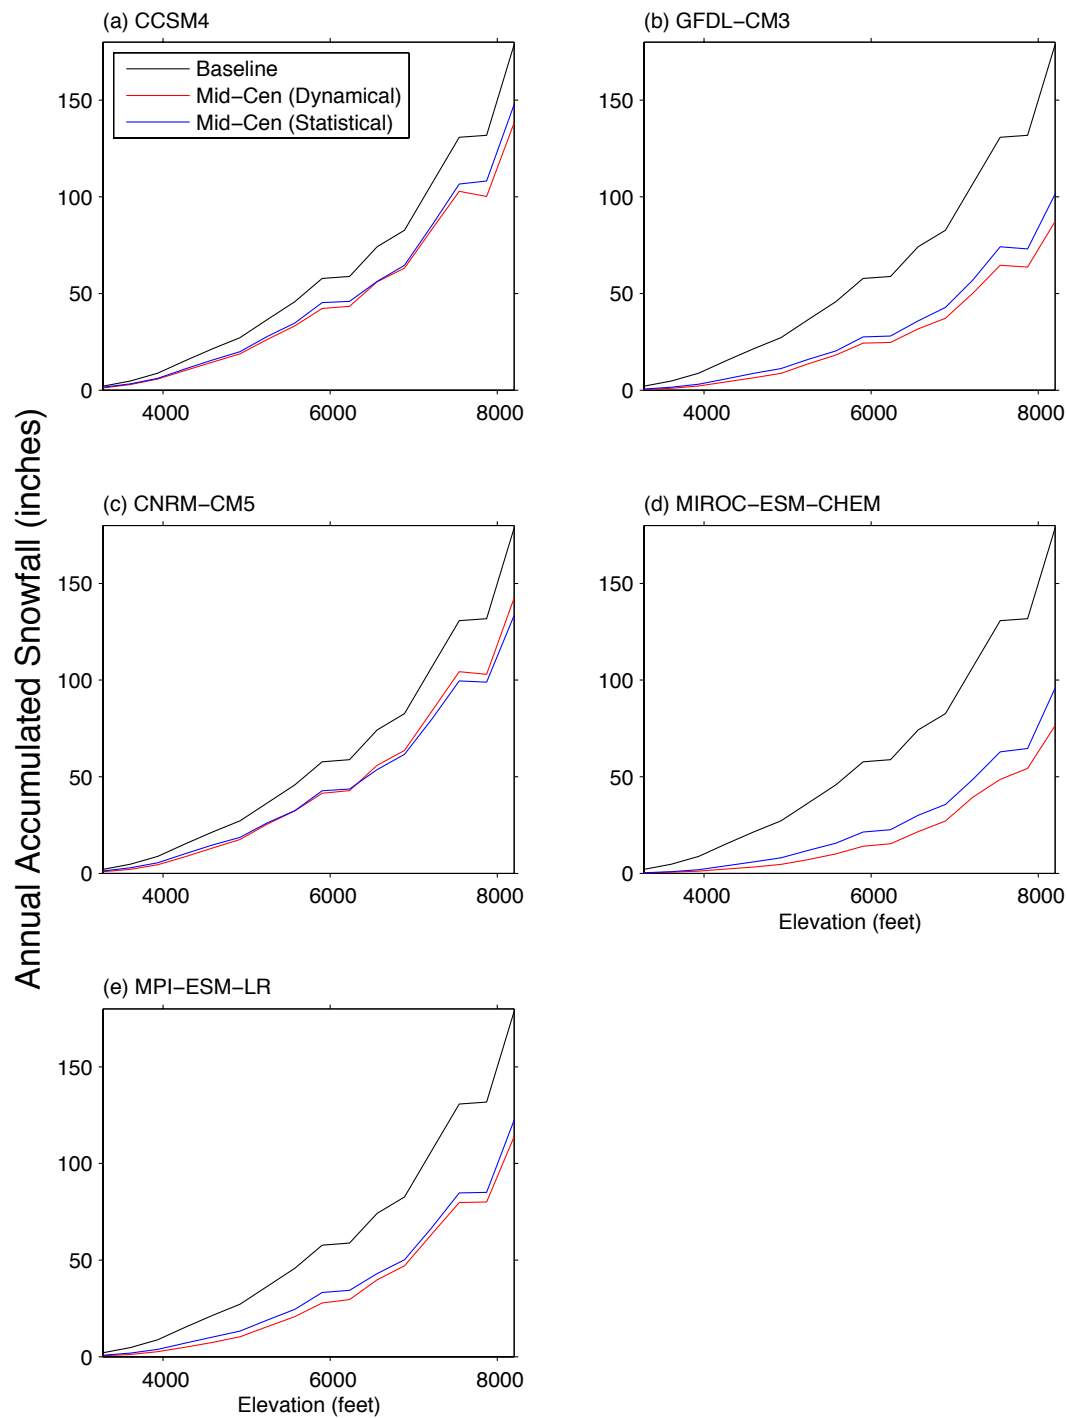 (a) CCSM4
Baseline
Mid−Cen (Dynamical)
Mid−Cen (Statistical)
150
100
50
0
4000 6000 8000
(b) GFDL−CM3
150
100
50
0
4000 6000 8000
Annual Accumulated Snowfall (inches)
(c) CNRM−CM5
150
100
50
0
4000 6000 8000
(d) MIROC−ESM−CHEM
150
100
50
0
4000 6000 8000
Elevation (feet)
(e) MPI−ESM−LR
150
100
50
0
4000 6000 8000
Elevation (feet)